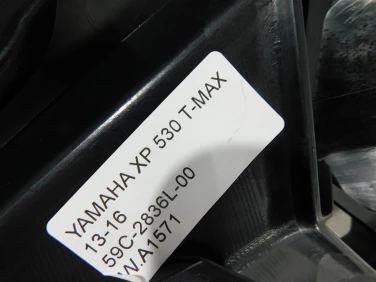 YAMAHA XP 530 T-MAX
13-16
59C-2836L-00
W.A1571